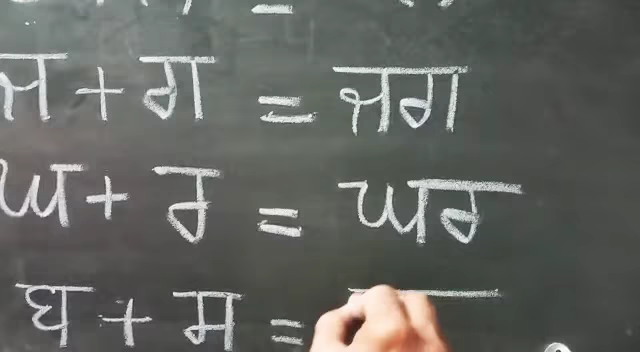 ਜ + ਗ = ਜਗ
ਘ + ਰ = ਘਰ
ਬ + ਸ =